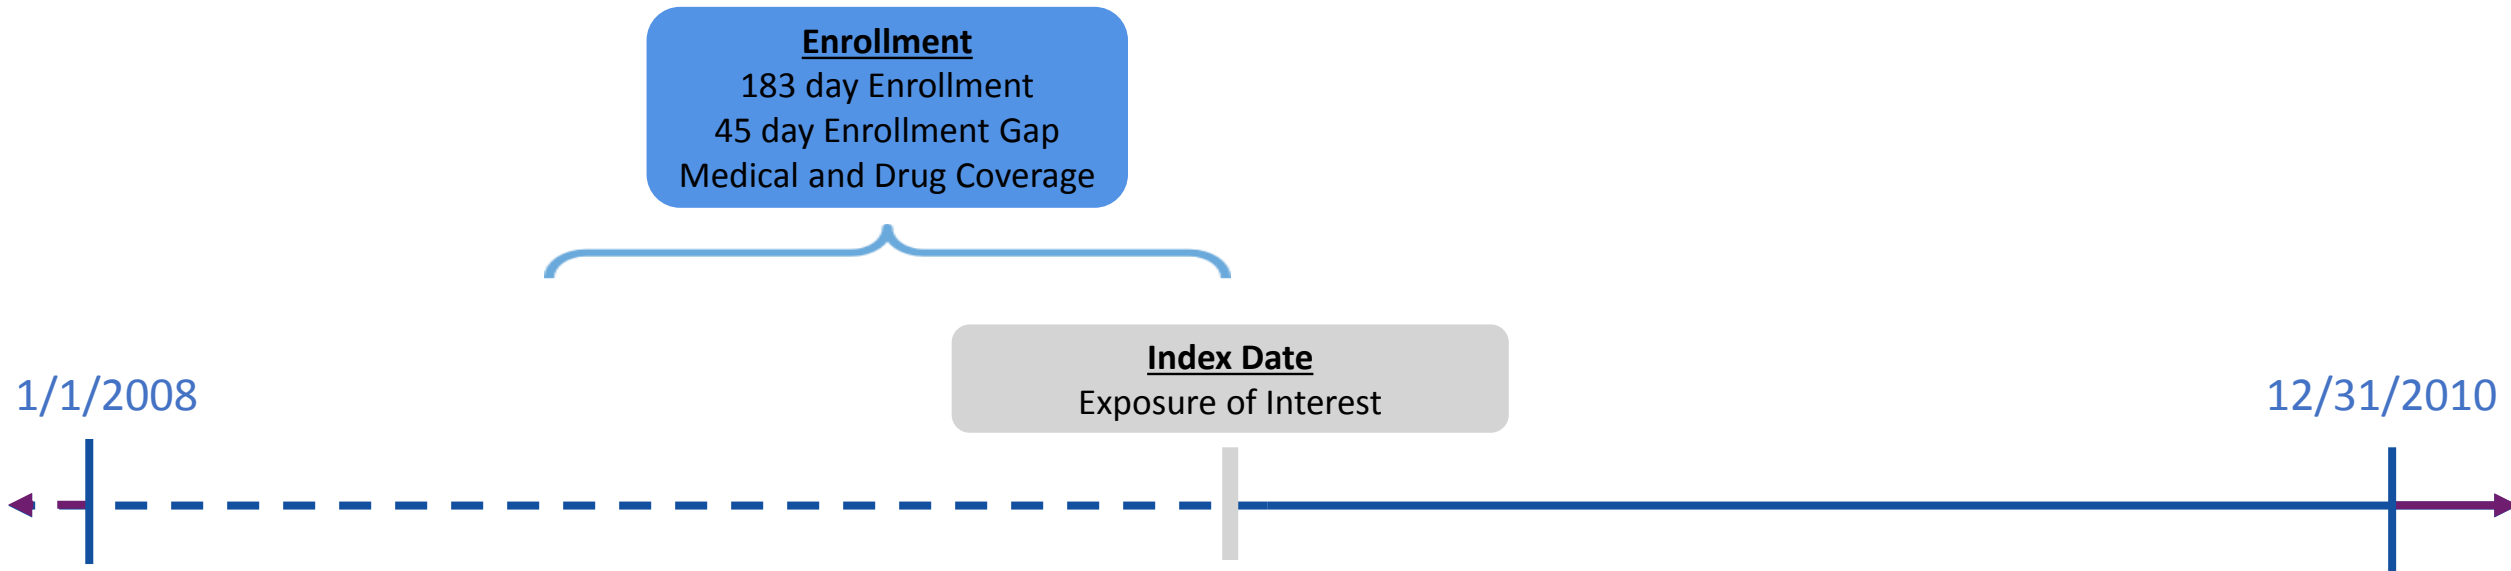 Enrollment
183 day Enrollment
45 day Enrollment Gap
Medical and Drug Coverage
Index Date
Exposure of Interest
1/1/2008
12/31/2010